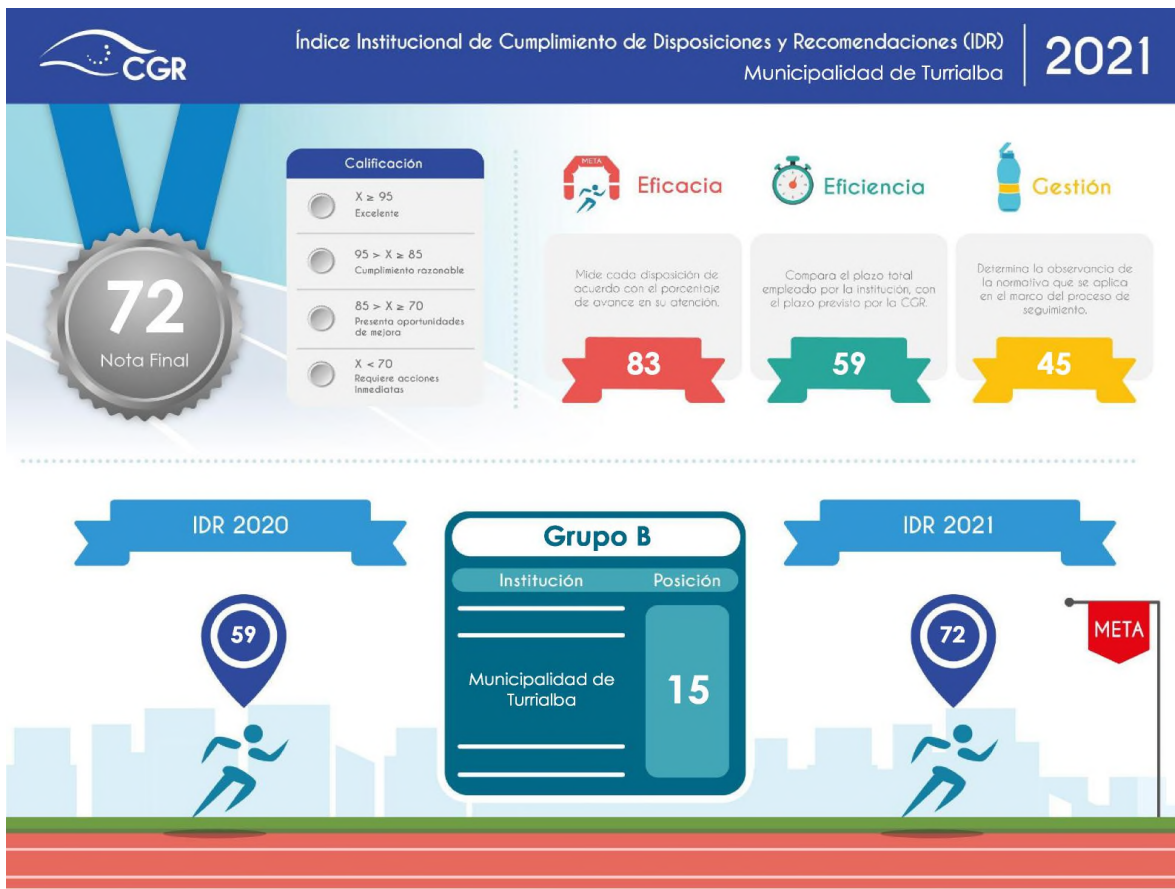 CGR
Índice Institucional de Cumplimiento de Disposiciones y Recomendaciones (IDR)
Municipalidad de Turrialba
2021
72
Nota Final
Calificación
X ≥ 95
Excelente
95 > X ≥ 85
Cumplimiento razonable
85 > X ≥ 70
Presenta oportunidades
de mejora
X < 70
Requiere acciones
inmediatas
META
Eficacia
Mide cada disposición de
acuerdo con el porcentaje
de avance en su atención.
83
Eficiencia
Compara el plazo total
empleado por la institución, con
el plazo previsto por la CGR.
59
Gestión
Determina la observancia de
la normativa que se aplica
en el marco del proceso de
seguimiento.
45
IDR 2020
59
Grupo B
Institución Posición
Municipalidad de
Turrialba
15
IDR 2021
72
META